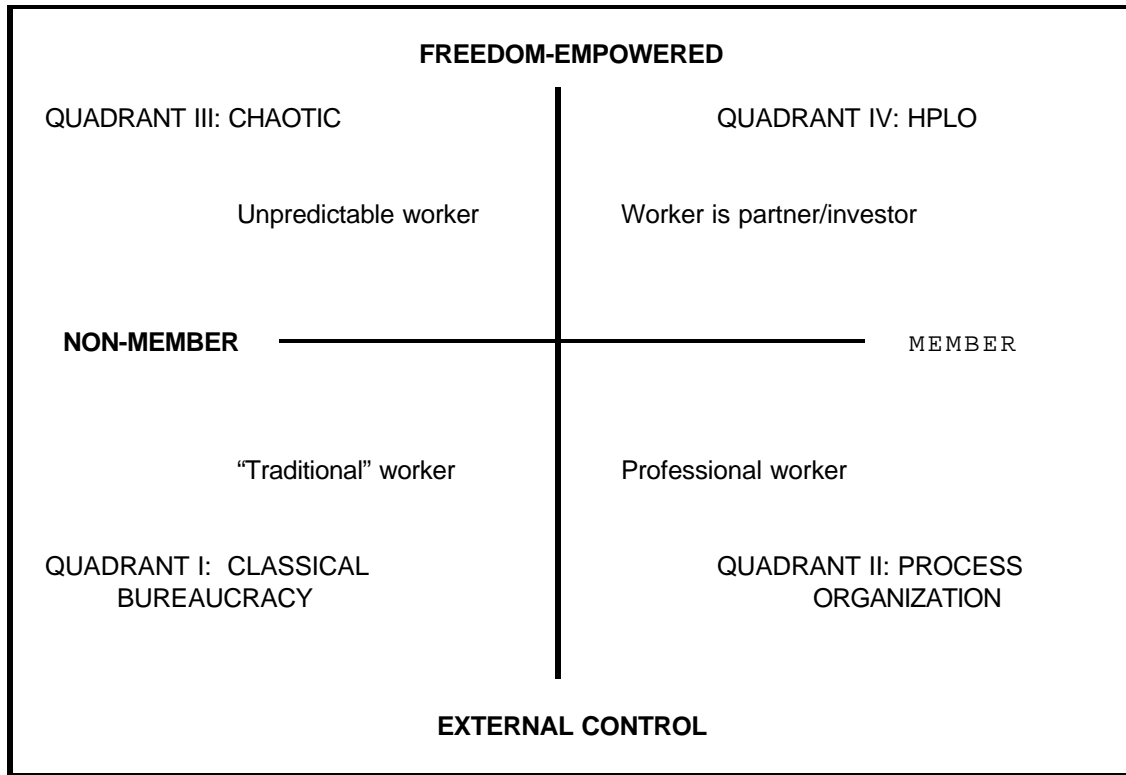 FREEDOM-EMPOWERED
QUADRANT III: CHAOTIC
QUADRANT IV: HPLO
Unpredictable worker
Worker is partner/investor
NON-MEMBER
MEMBER
“Traditional” worker
Professional worker
QUADRANT I: CLASSICAL
BUREAUCRACY
QUADRANT II: PROCESS
ORGANIZATION
EXTERNAL CONTROL